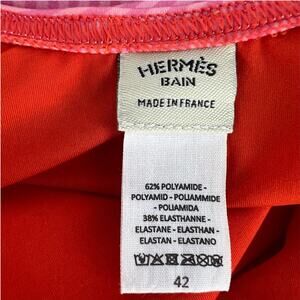 HERMÈS
BAIN
MADE IN FRANCE
62% POLYAMIDE -
POLYAMID - POLIAMMIDE
- POLIAMIDA
38% ELASTHANNE -
ELASTANE - ELASTHAN -
ELASTAN - ELASTANO
42